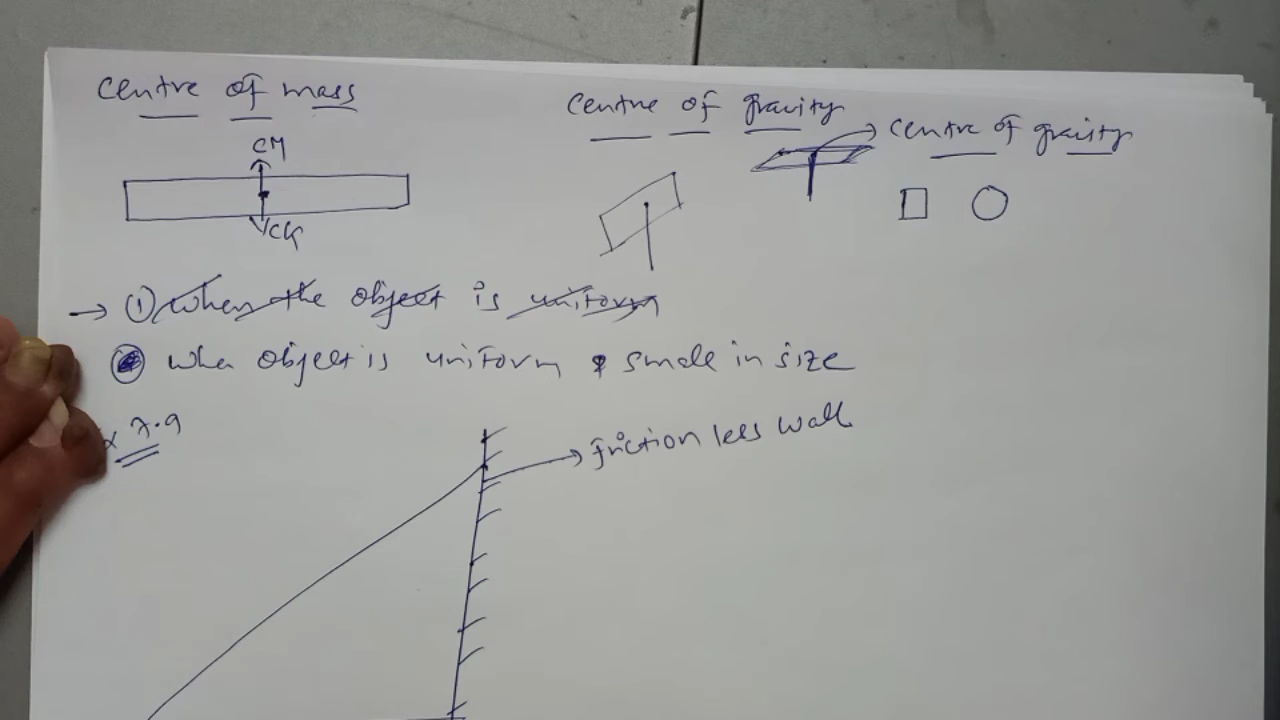 centre of mass
centre of gravity
centre of gravity
CM
CG
→ ① When the object is uniform
When object is uniform & small in size
x 7.9
friction less wall